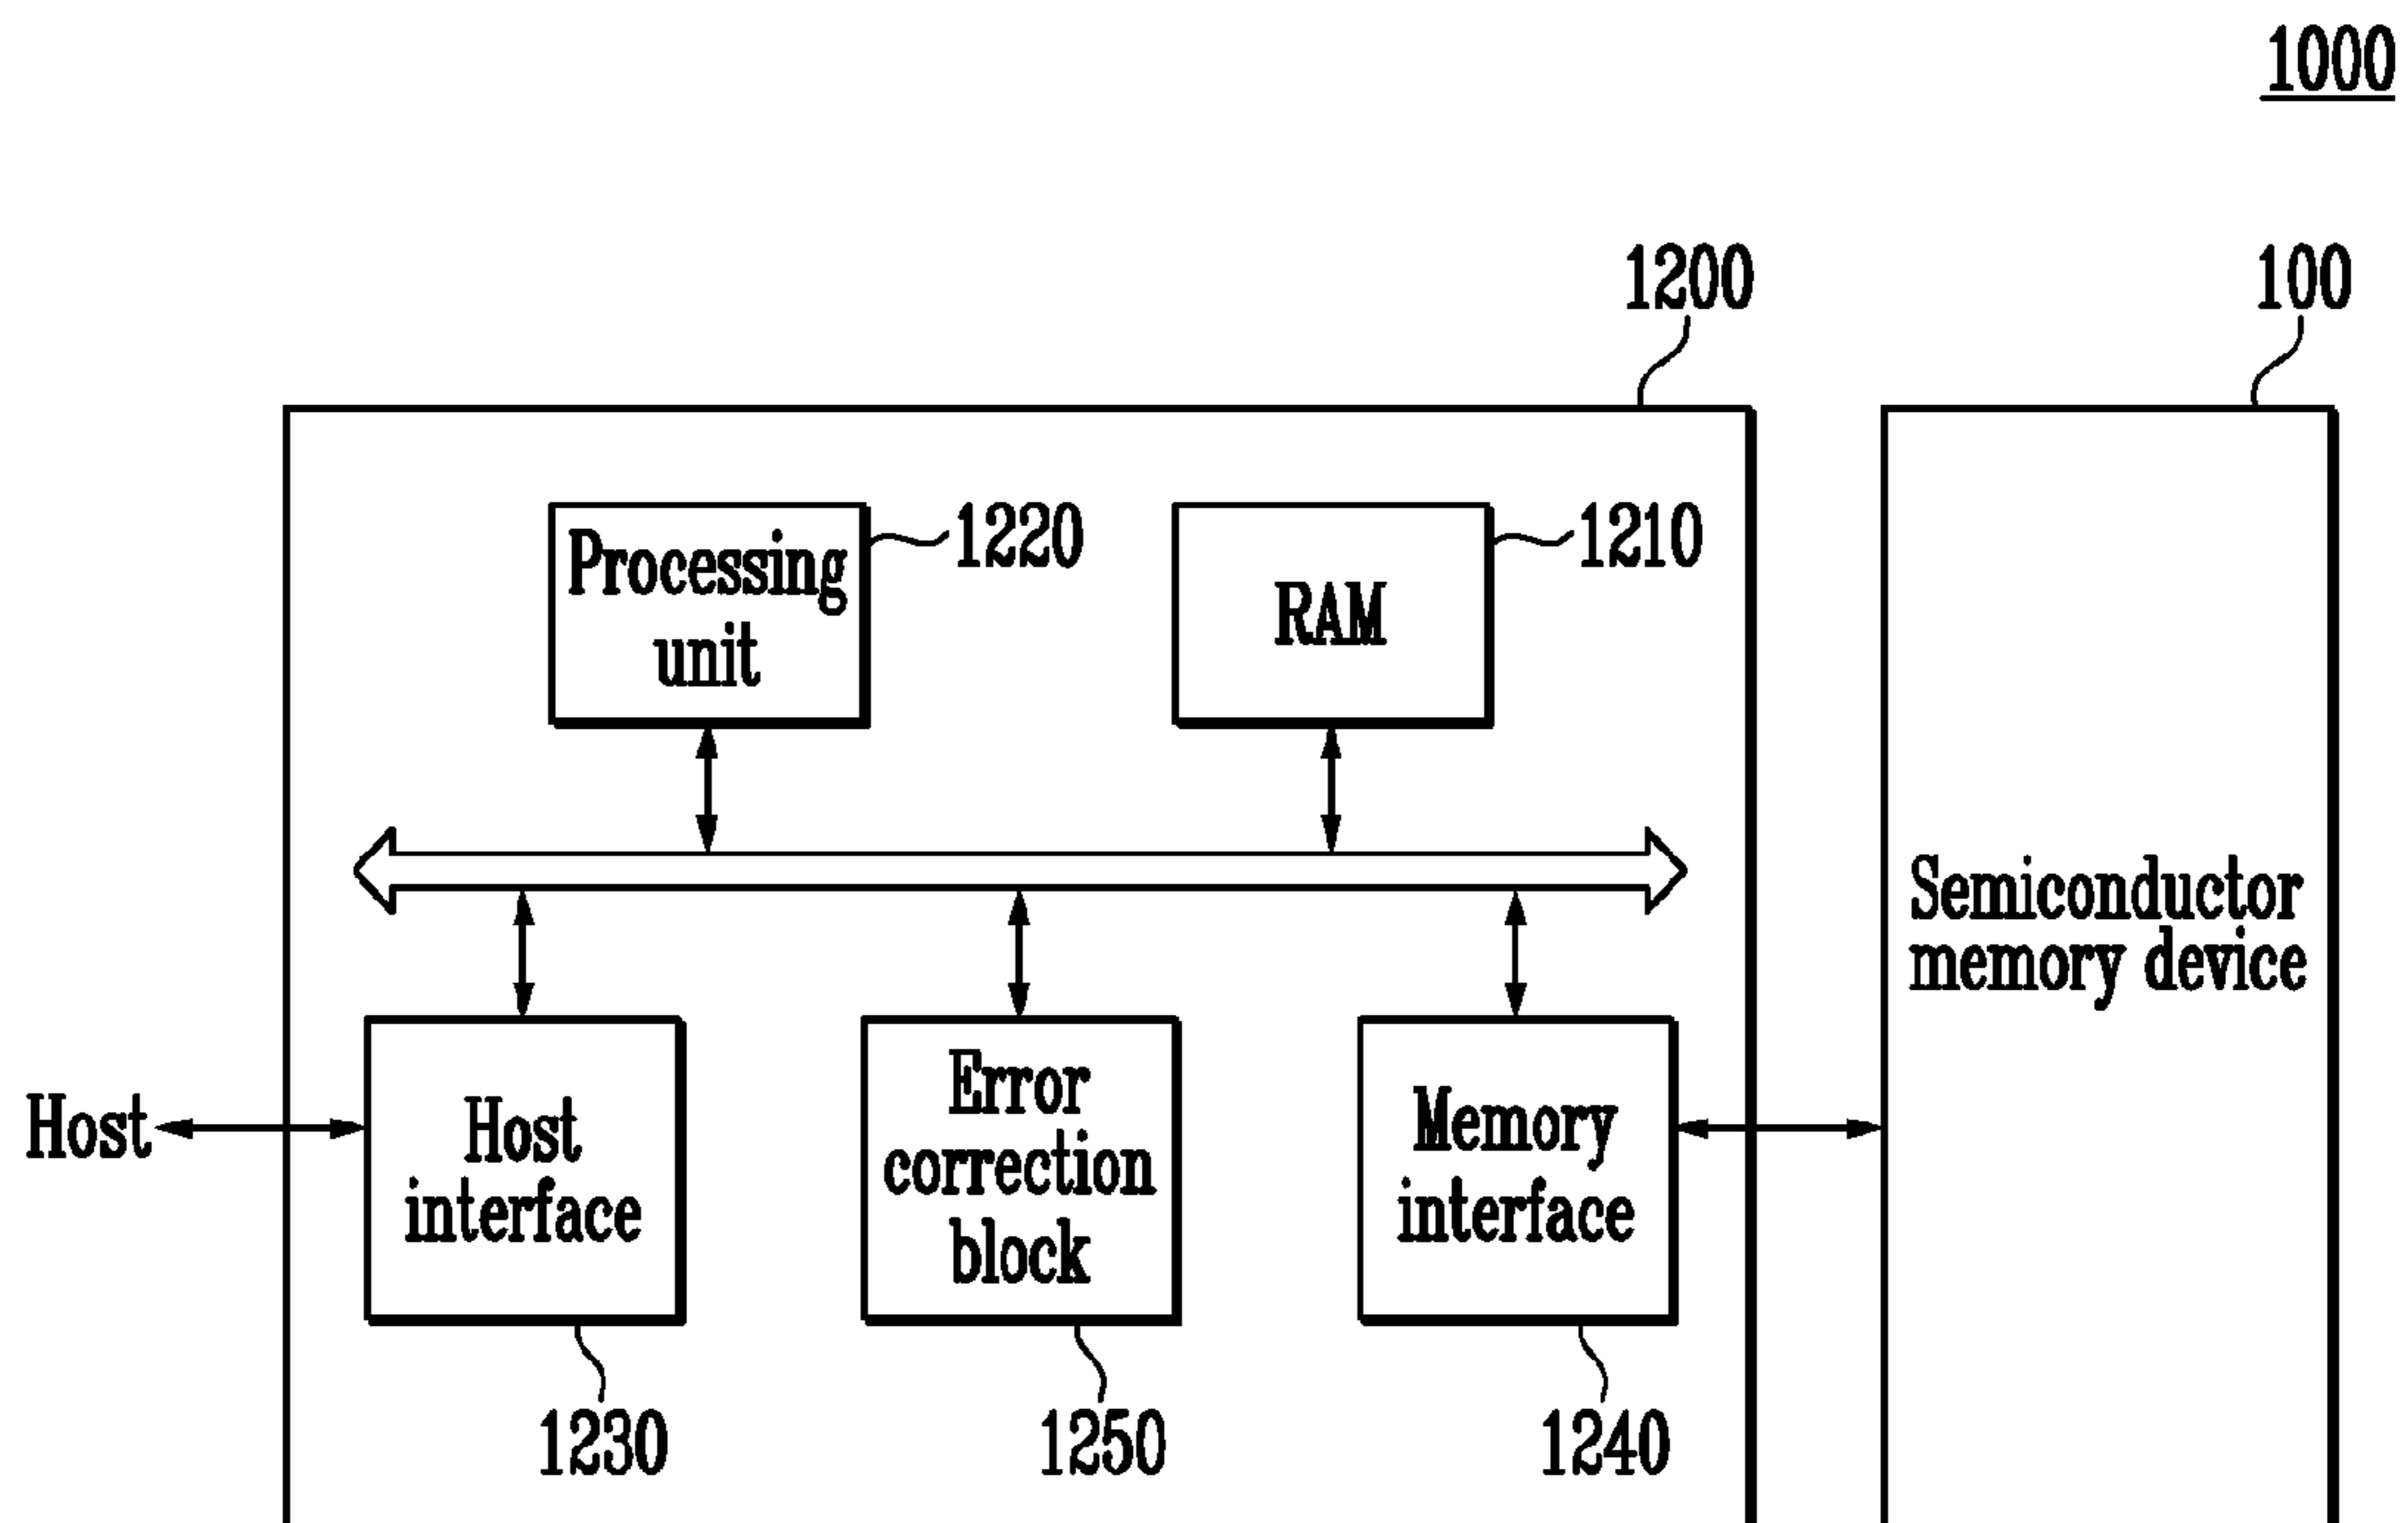 1000
1200
100
Processing
unit
1220
RAM
1210
Semiconductor
memory device
Host
Host
interface
Error
correction
block
Memory
interface
1230
1250
1240